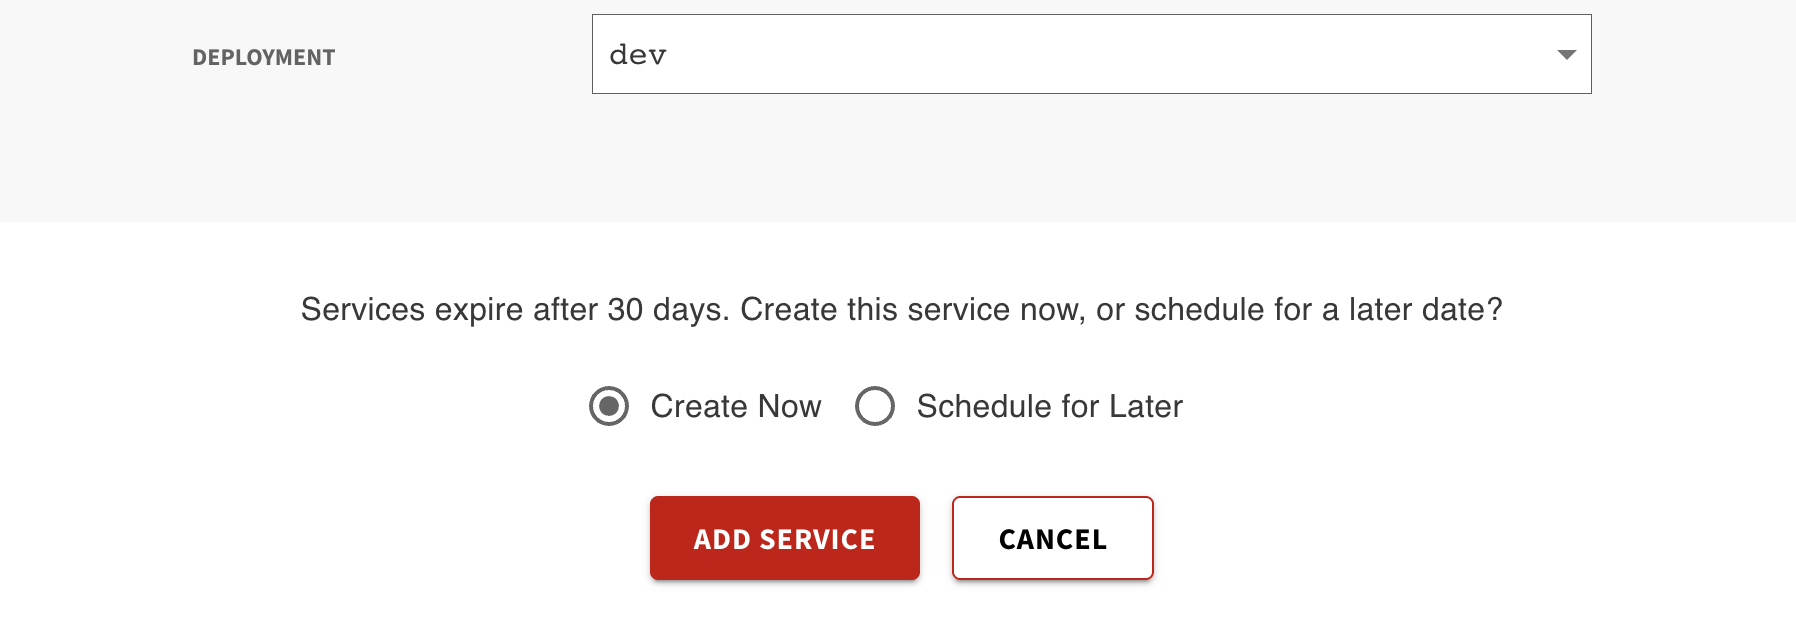 DEPLOYMENT dev
Services expire after 30 days. Create this service now, or schedule for a later date?
Create Now Schedule for Later
ADD SERVICE CANCEL